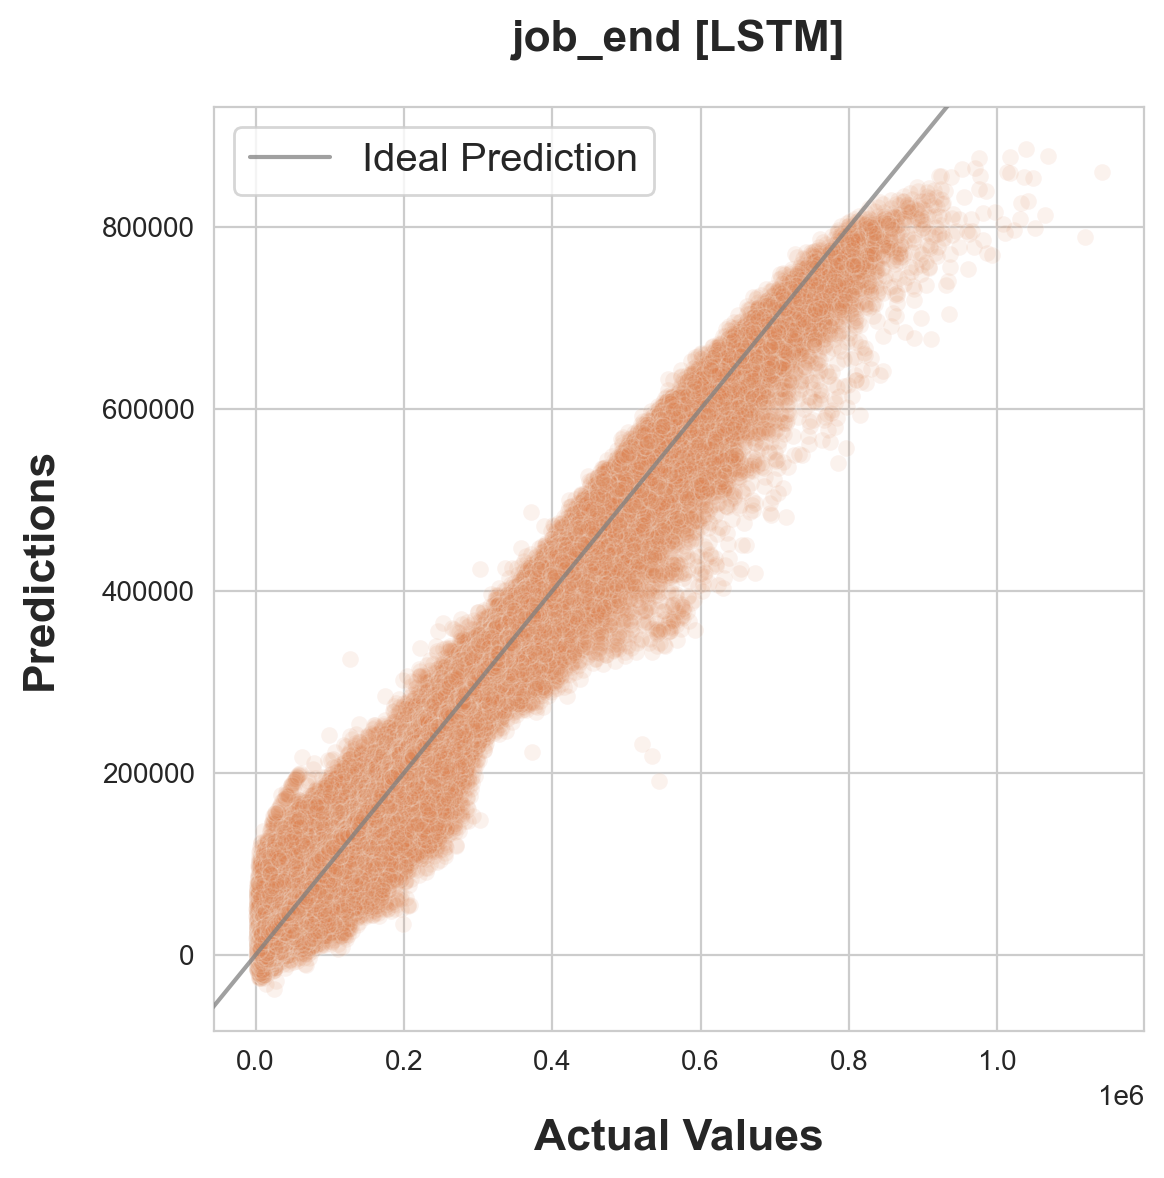 job_end [LSTM]
Ideal Prediction
800000
600000
400000
200000
0
Predictions
0.0 0.2 0.4 0.6 0.8 1.0
1e6
Actual Values